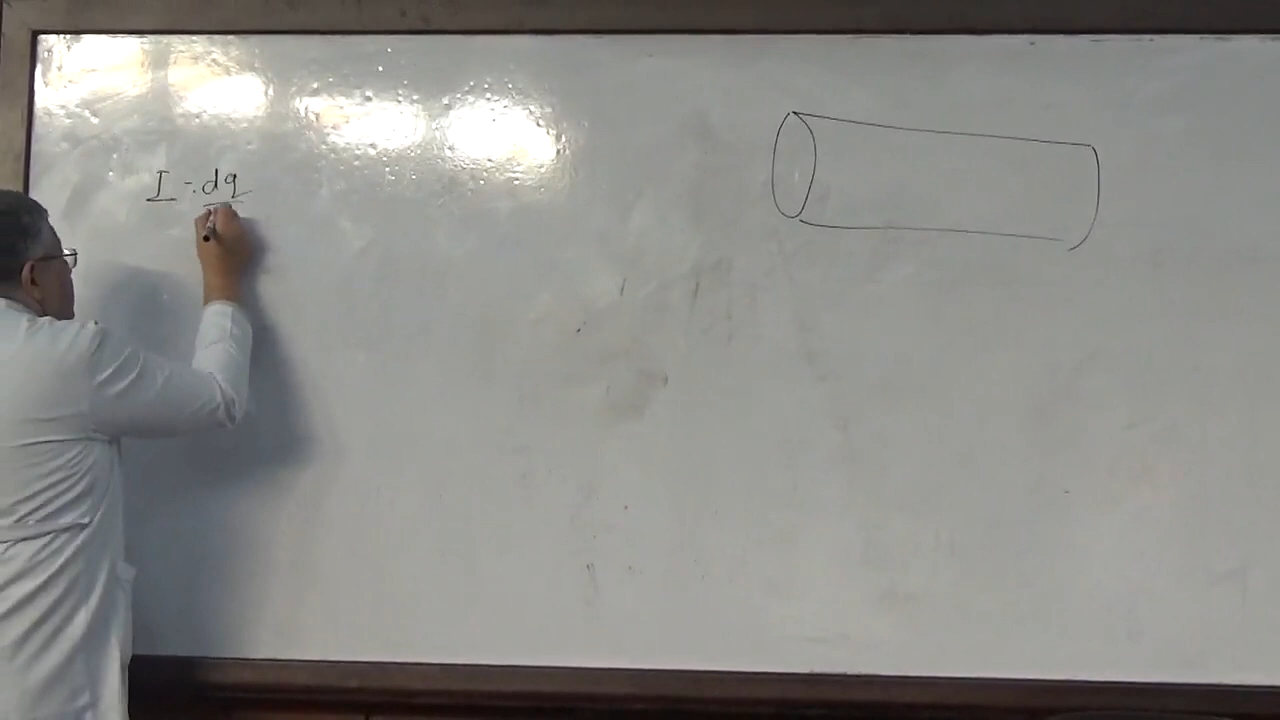 I = dq